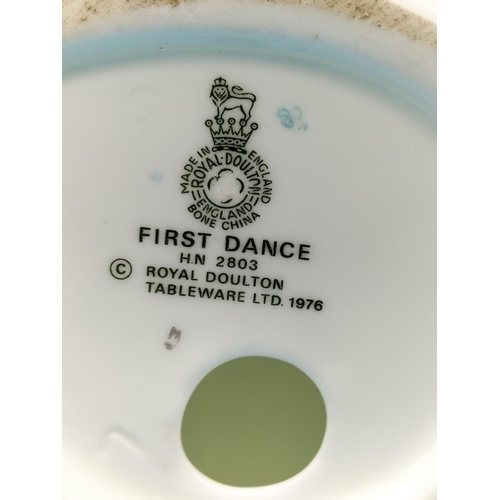 MADE IN ENGLAND
ROYAL·DOULTON
ENGLAND
BONE CHINA
FIRST DANCE
H.N 2803
© ROYAL DOULTON
TABLEWARE LTD. 1976